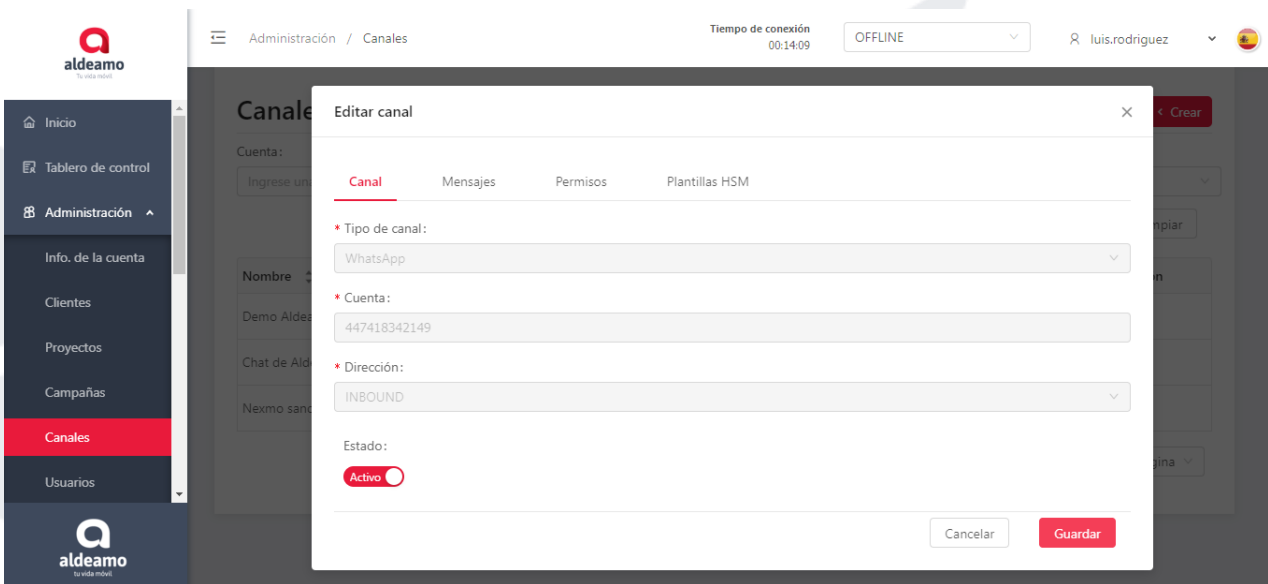 aldeamo
Tu vida móvil
Administración / Canales
Tiempo de conexión
00:14:09
OFFLINE
luis.rodriguez
Inicio
Tablero de control
Administración
Info. de la cuenta
Clientes
Proyectos
Campañas
Canales
Usuarios
aldeamo
tu vida móvil
Canale
Crear
Cuenta:
Ingrese una
mpiar
Nombre
ón
Demo Aldea
Chat de Ald
Nexmo sand
gina
Editar canal
Canal Mensajes Permisos Plantillas HSM
* Tipo de canal:
WhatsApp
* Cuenta:
447418342149
* Dirección:
INBOUND
Estado:
Activo
Cancelar Guardar